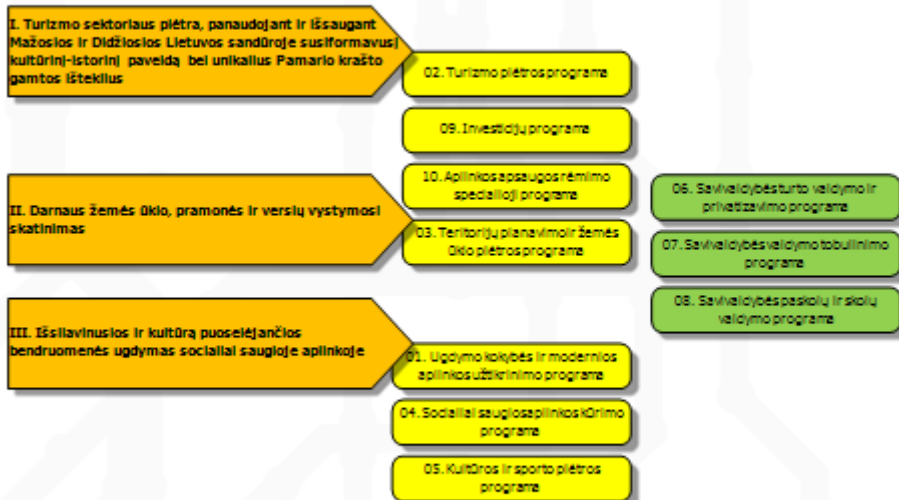 I. Turizmo sektoriaus plėtra, panaudojant ir išsaugant
Mažosios ir Didžiosios Lietuvos sandūroje susiformavusį
kultūrinį-istorinį paveldą bei unikalius Pamario krašto
gamtos išteklius
02. Turizmo plėtros programa
09. Investicijų programa
10. Aplinkos apsaugos rėmimo
specialioji programa
II. Darnaus žemės ūkio, pramonės ir verslų vystymosi
skatinimas
03. Teritorijų planavimo ir žemės
ūkio plėtros programa
06. Savivaldybės turto valdymo ir
privatizavimo programa
07. Savivaldybės valdymo tobulinimo
programa
08. Savivaldybės paskolų ir skolų
valdymo programa
III. Išsilavinusios ir kultūrą puoselėjančios
bendruomenės ugdymas socialiai saugioje aplinkoje
01. Ugdymo kokybės ir modernios
aplinkos užtikrinimo programa
04. Socialiai saugios aplinkos kūrimo
programa
05. Kultūros ir sporto plėtros
programa